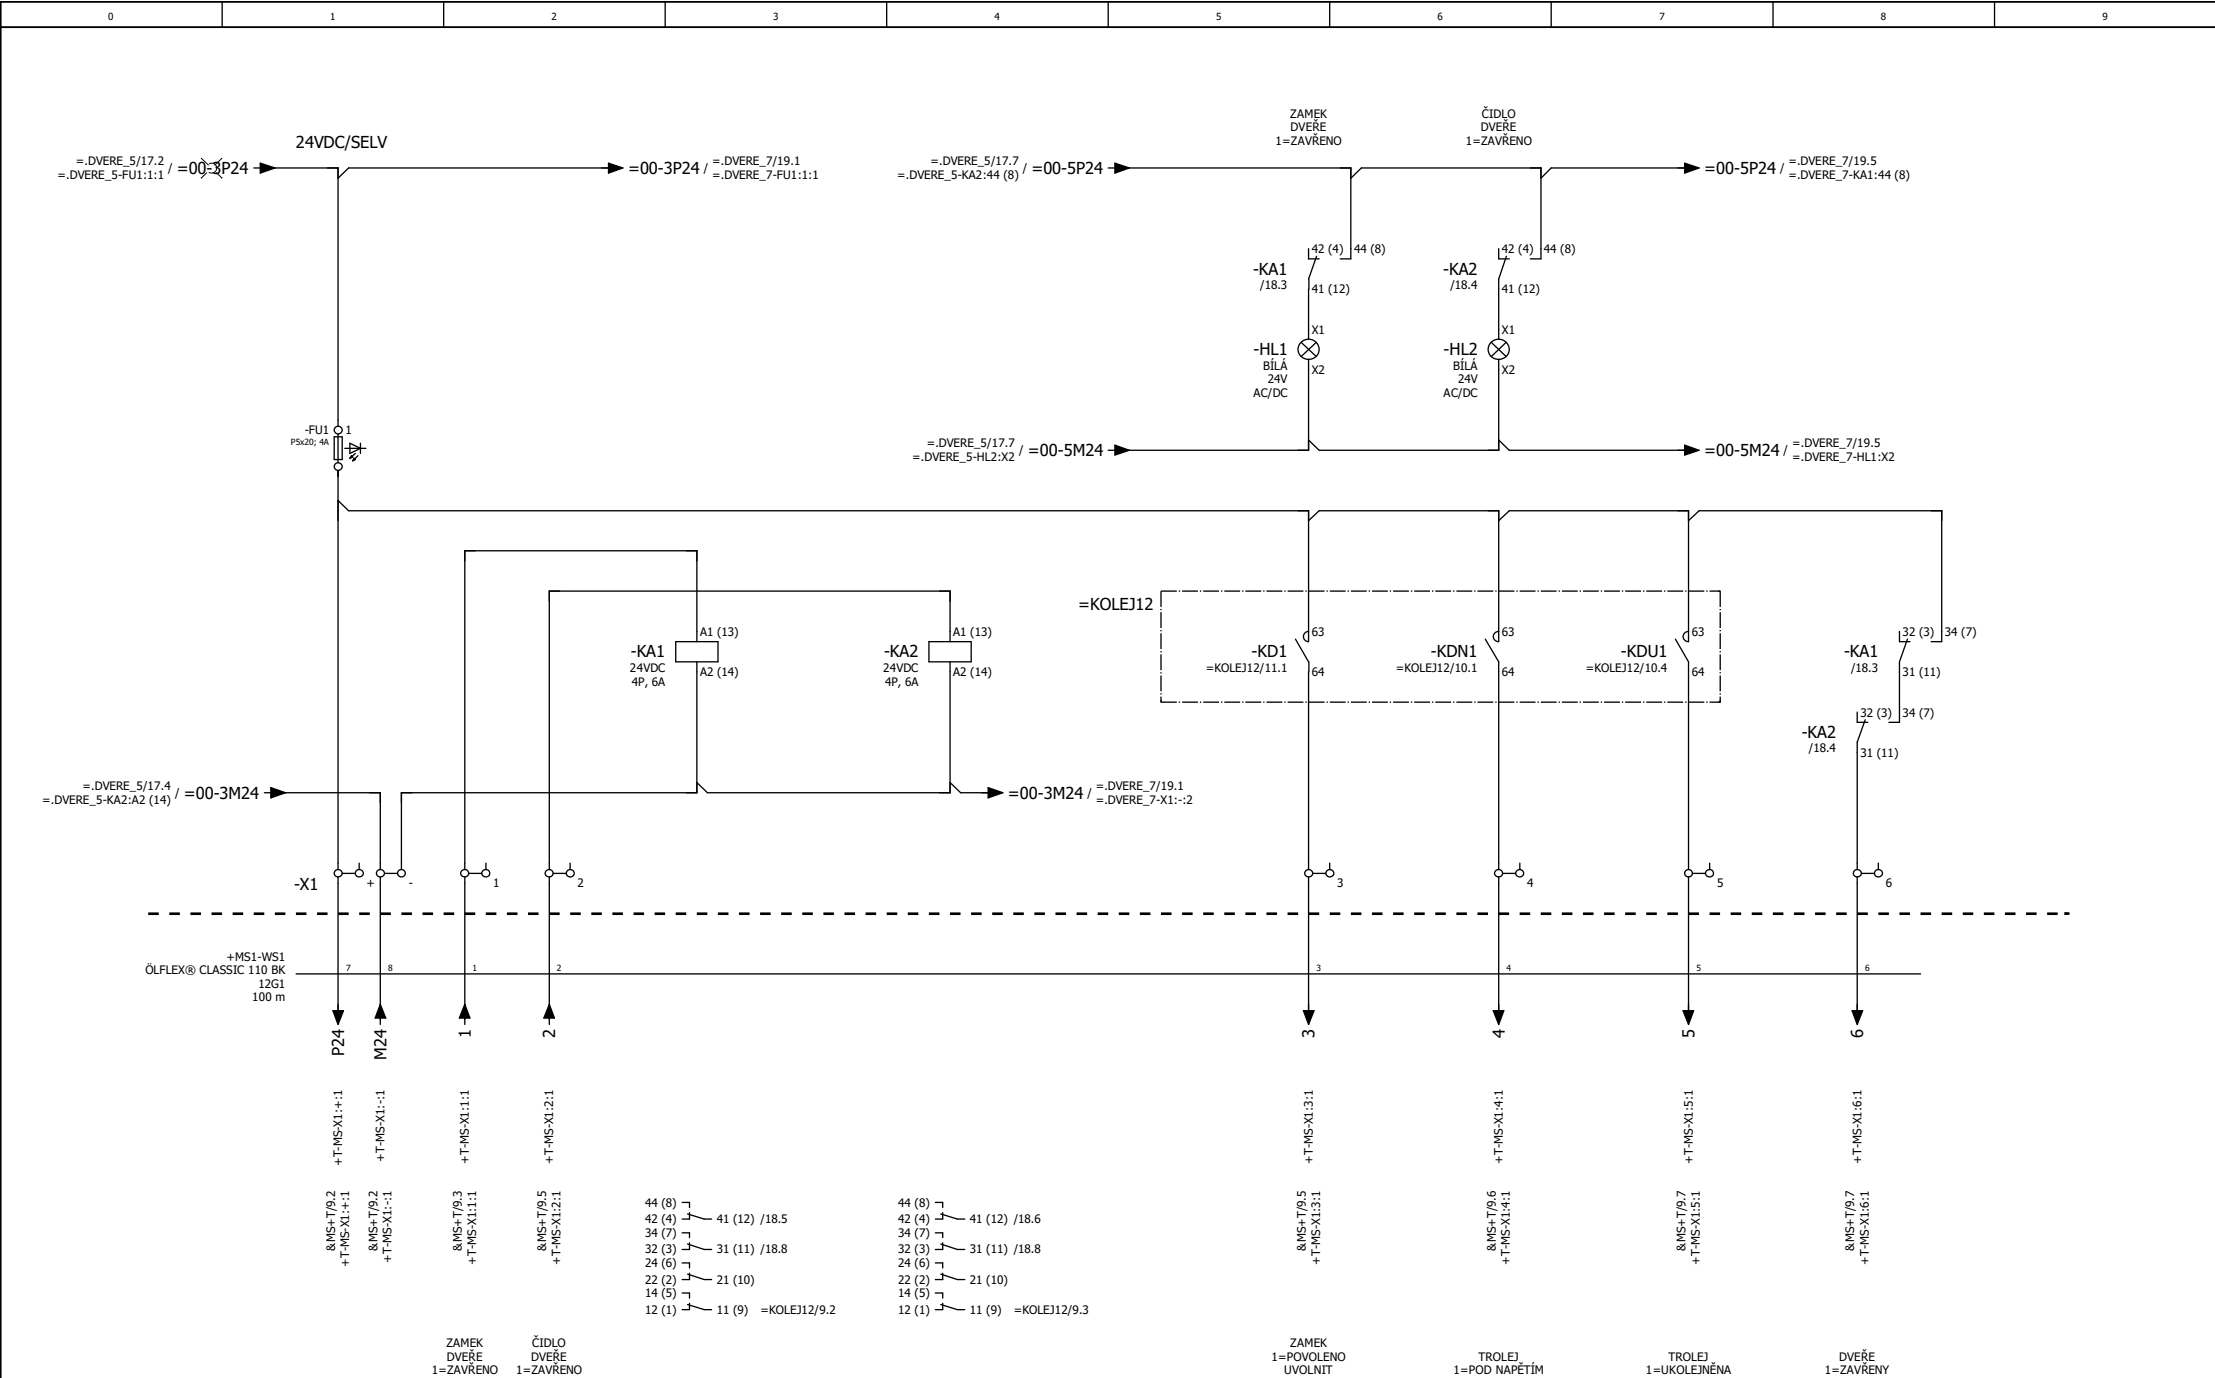 0 1 2 3 4 5 6 7 8 9
ZAMEK
DVEŘE
1=ZAVŘENO
ČIDLO
DVEŘE
1=ZAVŘENO
24VDC/SELV
=.DVERE_5/17.2
=.DVERE_5-FU1:1:1 / =00-3P24
=00-3P24 / =.DVERE_7/19.1
=.DVERE_7-FU1:1:1
=.DVERE_5/17.7
=.DVERE_5-KA2:44 (8) / =00-5P24
=00-5P24 / =.DVERE_7/19.5
=.DVERE_7-KA1:44 (8)
42 (4) 44 (8)
-KA1
/18.3
41 (12)
42 (4) 44 (8)
-KA2
/18.4
41 (12)
X1
-HL1
BÍLÁ
24V
AC/DC
X2
X1
-HL2
BÍLÁ
24V
AC/DC
X2
-FU1 1
P5x20; 4A
=.DVERE_5/17.7
=.DVERE_5-HL2:X2 / =00-5M24
=00-5M24 / =.DVERE_7/19.5
=.DVERE_7-HL1:X2
A1 (13)
-KA1
24VDC
4P, 6A
A2 (14)
A1 (13)
-KA2
24VDC
4P, 6A
A2 (14)
=KOLEJ12
63
-KD1
=KOLEJ12/11.1
64
63
-KDN1
=KOLEJ12/10.1
64
63
-KDU1
=KOLEJ12/10.4
64
32 (3) 34 (7)
-KA1
/18.3
31 (11)
32 (3) 34 (7)
-KA2
/18.4
31 (11)
=.DVERE_5/17.4
=.DVERE_5-KA2:A2 (14) / =00-3M24
=00-3M24 / =.DVERE_7/19.1
=.DVERE_7-X1:-:2
-X1 + - 1 2 3 4 5 6
+MS1-WS1
ÖLFLEX® CLASSIC 110 BK
12G1
100 m
7 8 1 2 3 4 5 6
P24 M24 1 2 3 4 5 6
+T-MS-X1:+:1
+T-MS-X1:-:1
+T-MS-X1:1:1
+T-MS-X1:2:1
+T-MS-X1:3:1
+T-MS-X1:4:1
+T-MS-X1:5:1
+T-MS-X1:6:1
&MS+T/9.2
+T-MS-X1:+:1
&MS+T/9.2
+T-MS-X1:-:1
&MS+T/9.3
+T-MS-X1:1:1
&MS+T/9.5
+T-MS-X1:2:1
44 (8)
42 (4) 41 (12) /18.5
34 (7)
32 (3) 31 (11) /18.8
24 (6)
22 (2) 21 (10)
14 (5)
12 (1) 11 (9) =KOLEJ12/9.2
44 (8)
42 (4) 41 (12) /18.6
34 (7)
32 (3) 31 (11) /18.8
24 (6)
22 (2) 21 (10)
14 (5)
12 (1) 11 (9) =KOLEJ12/9.3
&MS+T/9.5
+T-MS-X1:3:1
&MS+T/9.6
+T-MS-X1:4:1
&MS+T/9.7
+T-MS-X1:5:1
&MS+T/9.7
+T-MS-X1:6:1
ZAMEK
DVEŘE
1=ZAVŘENO
ČIDLO
DVEŘE
1=ZAVŘENO
ZAMEK
1=POVOLENO
UVOLNIT
TROLEJ
1=POD NAPĚTÍM
TROLEJ
1=UKOLEJNĚNA
DVEŘE
1=ZAVŘENY